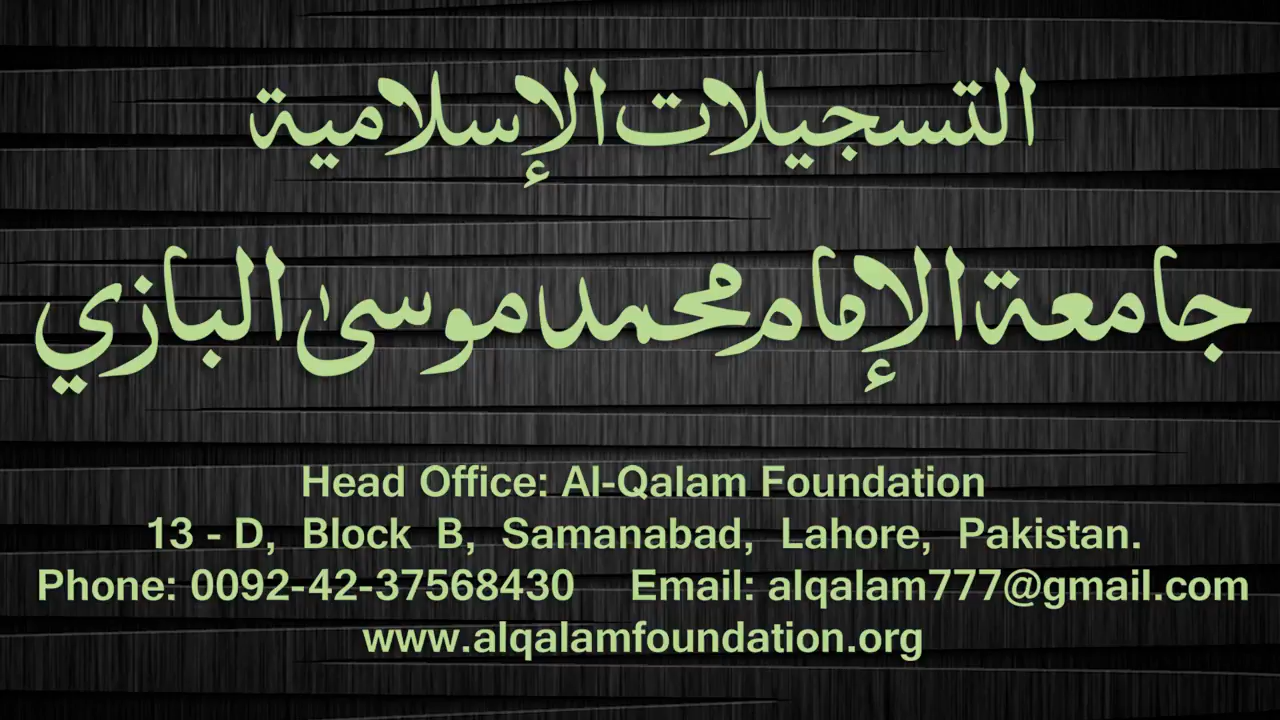 التسجيلات الإسلامية
جامعة الإمام محمد موسىٰ البازي
Head Office: Al-Qalam Foundation
13 - D, Block B, Samanabad, Lahore, Pakistan.
Phone: 0092-42-37568430 Email: alqalam777@gmail.com
www.alqalamfoundation.org